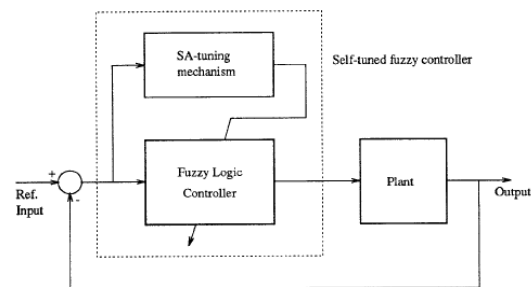 SA-tuning
mechanism
Self-tuned fuzzy controller
+
Ref.
Input
-
Fuzzy Logic
Controller
Plant
Output